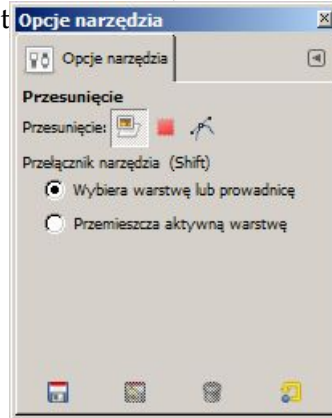 t
Opcje narzędzia
Opcje narzędzia
Przesunięcie
Przesunięcie:
Przełącznik narzędzia (Shift)
Wybiera warstwę lub prowadnicę
Przemieszcza aktywną warstwę